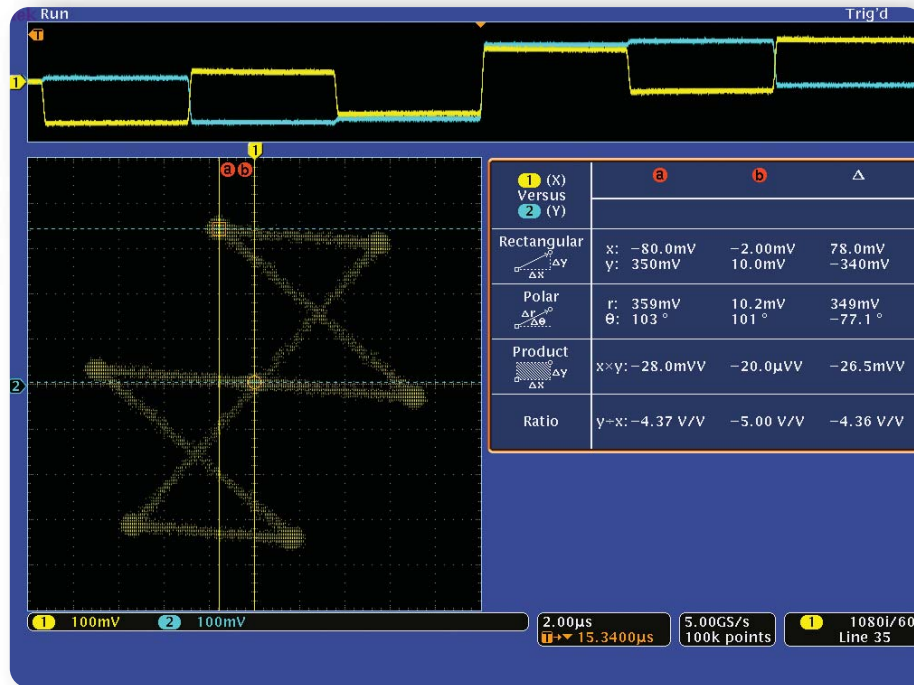 Run Trig'd
T
1
1
a b
2
1 (X)
Versus
2 (Y)
a b Δ
Rectangular
Δy
Δx
x: −80.0mV −2.00mV 78.0mV
y: 350mV 10.0mV −340mV
Polar
Δr
Δθ
r: 359mV 10.2mV 349mV
θ: 103° 101° −77.1°
Product
Δy
Δx
x×y: −28.0mVV −20.0µVV −26.5mVV
Ratio
y÷x: −4.37 V/V −5.00 V/V −4.36 V/V
1 100mV 2 100mV
2.00µs
T→▼ 15.3400µs
5.00GS/s
100k points
1 1080i/60
Line 35